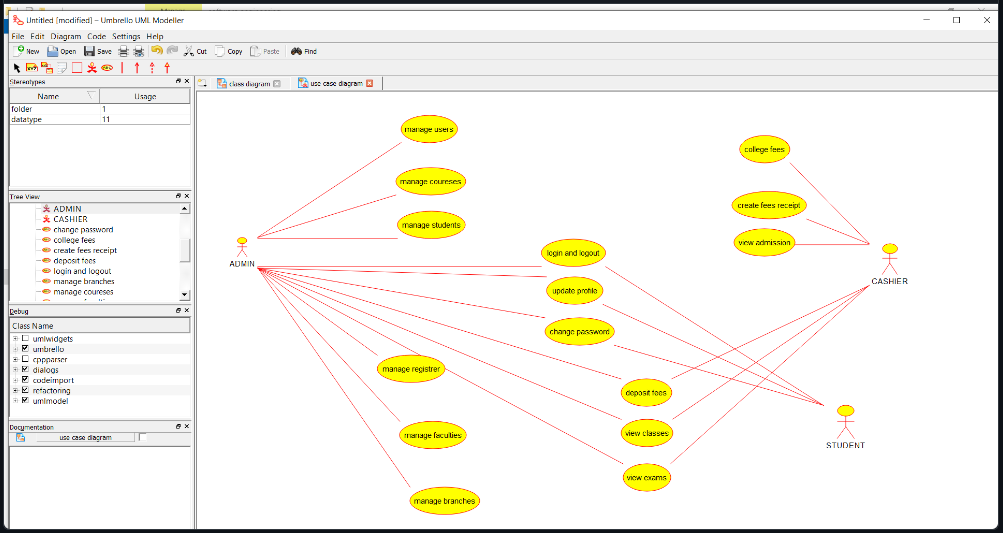 Untitled [modified] – Umbrello UML Modeller
File Edit Diagram Code Settings Help
New Open Save Cut Copy Paste Find
Stereotypes
Name Usage
folder 1
datatype 11
Tree View
ADMIN
CASHIER
change password
college fees
create fees receipt
deposit fees
login and logout
manage branches
manage coureses
Debug
Class Name
umlwidgets
umbrello
cppparser
dialogs
codeimport
refactoring
umlmodel
Documentation
use case diagram
class diagram
use case diagram
manage users
manage coureses
manage students
ADMIN
login and logout
update profile
change password
manage registrer
manage faculties
manage branches
college fees
create fees receipt
view admission
CASHIER
deposit fees
view classes
view exams
STUDENT